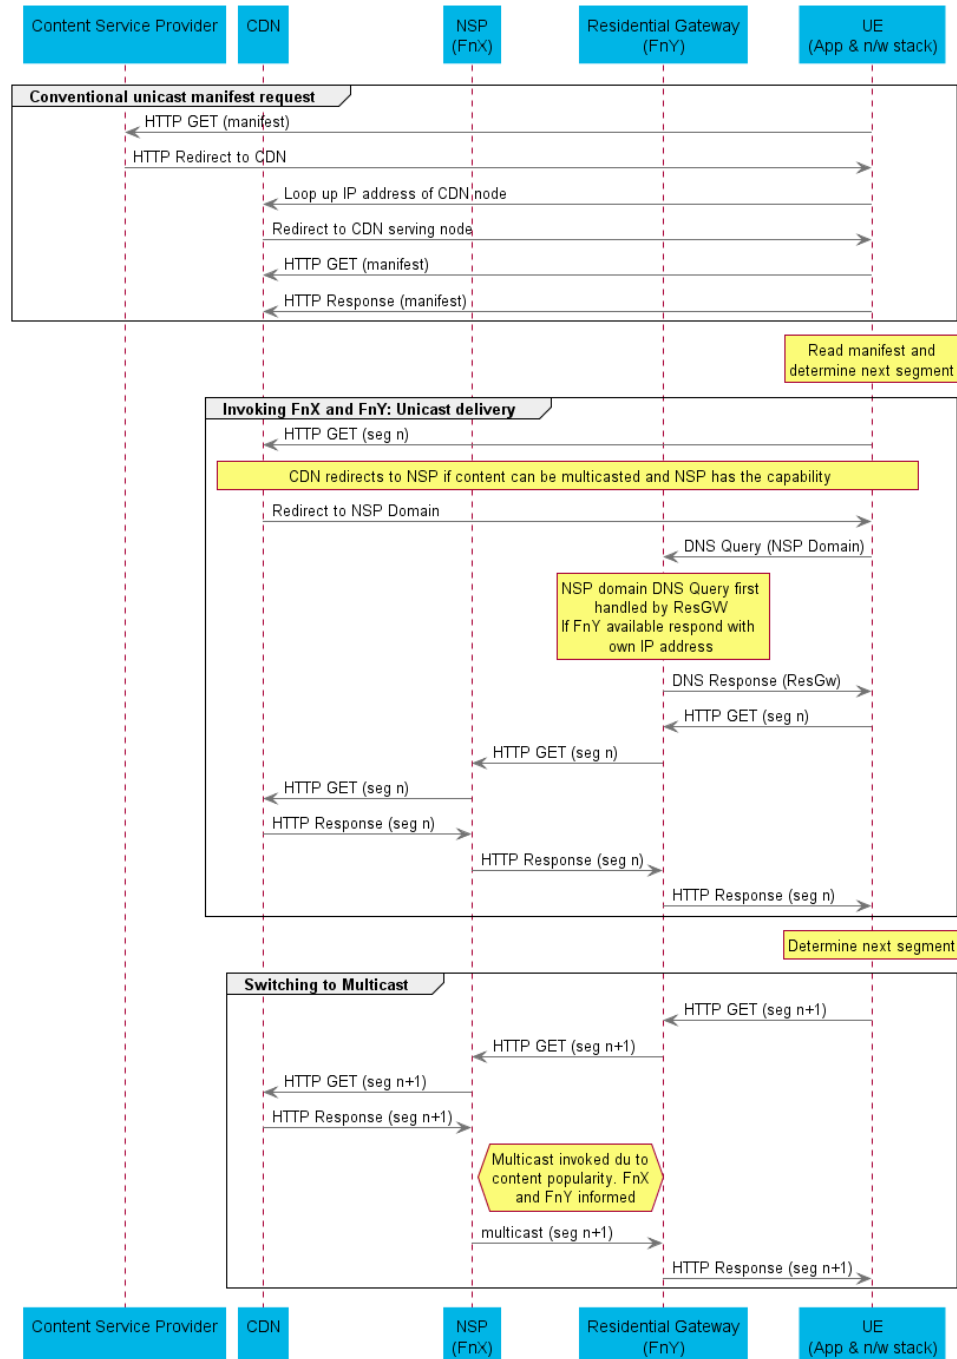 Content Service Provider
CDN
NSP
(FnX)
Residential Gateway
(FnY)
UE
(App & n/w stack)
Conventional unicast manifest request
HTTP GET (manifest)
HTTP Redirect to CDN
Loop up IP address of CDN node
Redirect to CDN serving node
HTTP GET (manifest)
HTTP Response (manifest)
Read manifest and
determine next segment
Invoking FnX and FnY: Unicast delivery
HTTP GET (seg n)
CDN redirects to NSP if content can be multicasted and NSP has the capability
Redirect to NSP Domain
DNS Query (NSP Domain)
NSP domain DNS Query first
handled by ResGW
If FnY available respond with
own IP address
DNS Response (ResGw)
HTTP GET (seg n)
HTTP GET (seg n)
HTTP GET (seg n)
HTTP Response (seg n)
HTTP Response (seg n)
HTTP Response (seg n)
Determine next segment
Switching to Multicast
HTTP GET (seg n+1)
HTTP GET (seg n+1)
HTTP GET (seg n+1)
HTTP Response (seg n+1)
Multicast invoked du to
content popularity. FnX
and FnY informed
multicast (seg n+1)
HTTP Response (seg n+1)
Content Service Provider
CDN
NSP
(FnX)
Residential Gateway
(FnY)
UE
(App & n/w stack)